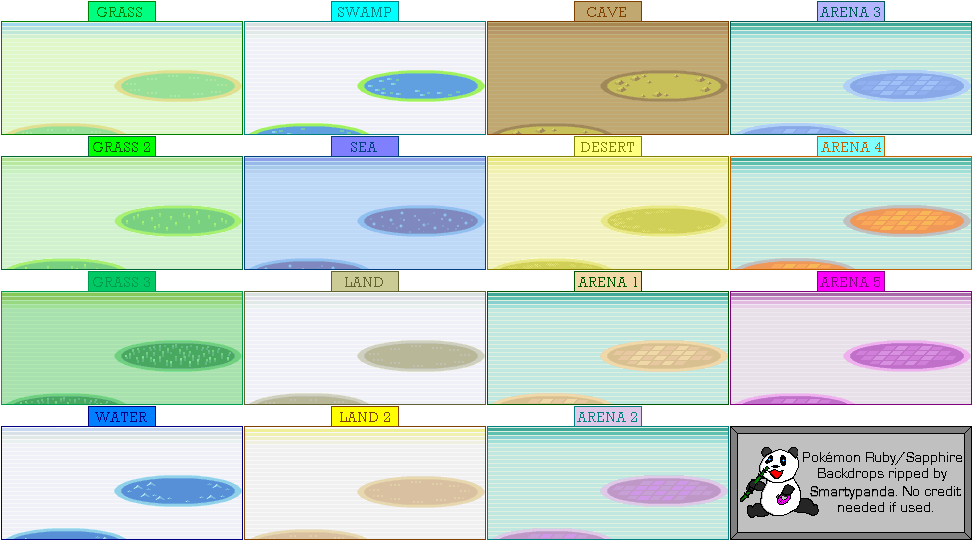 GRASS
SWAMP
CAVE
ARENA 3
GRASS 2
SEA
DESERT
ARENA 4
GRASS 3
LAND
ARENA 1
ARENA 5
WATER
LAND 2
ARENA 2
Pokémon Ruby/Sapphire
Backdrops ripped by
Smartypanda. No credit
needed if used.